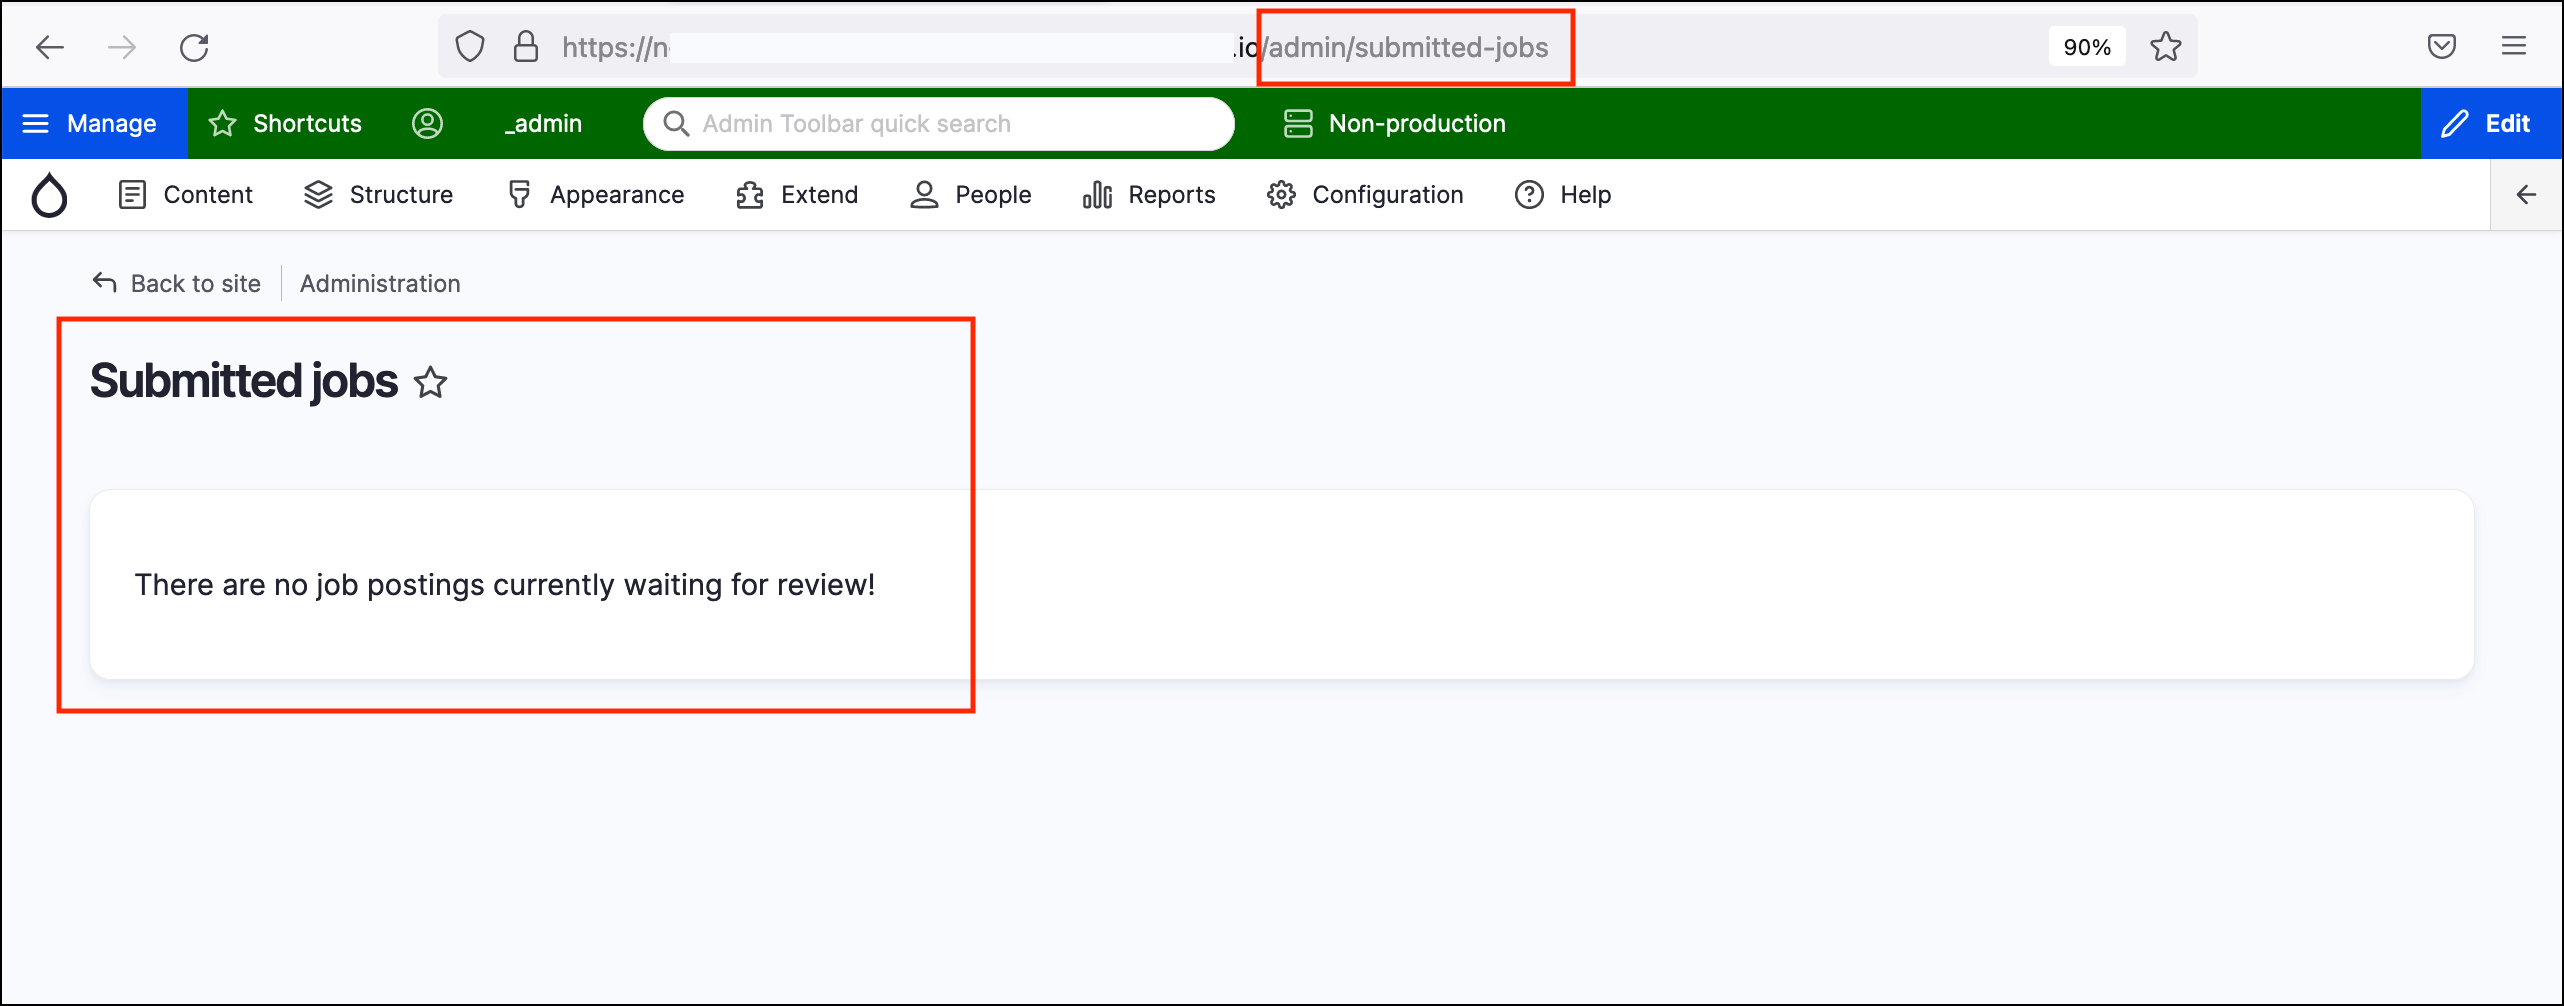 https://n .io/admin/submitted-jobs 90%
Manage Shortcuts _admin Admin Toolbar quick search Non-production Edit
Content Structure Appearance Extend People Reports Configuration Help
Back to site Administration
Submitted jobs
There are no job postings currently waiting for review!